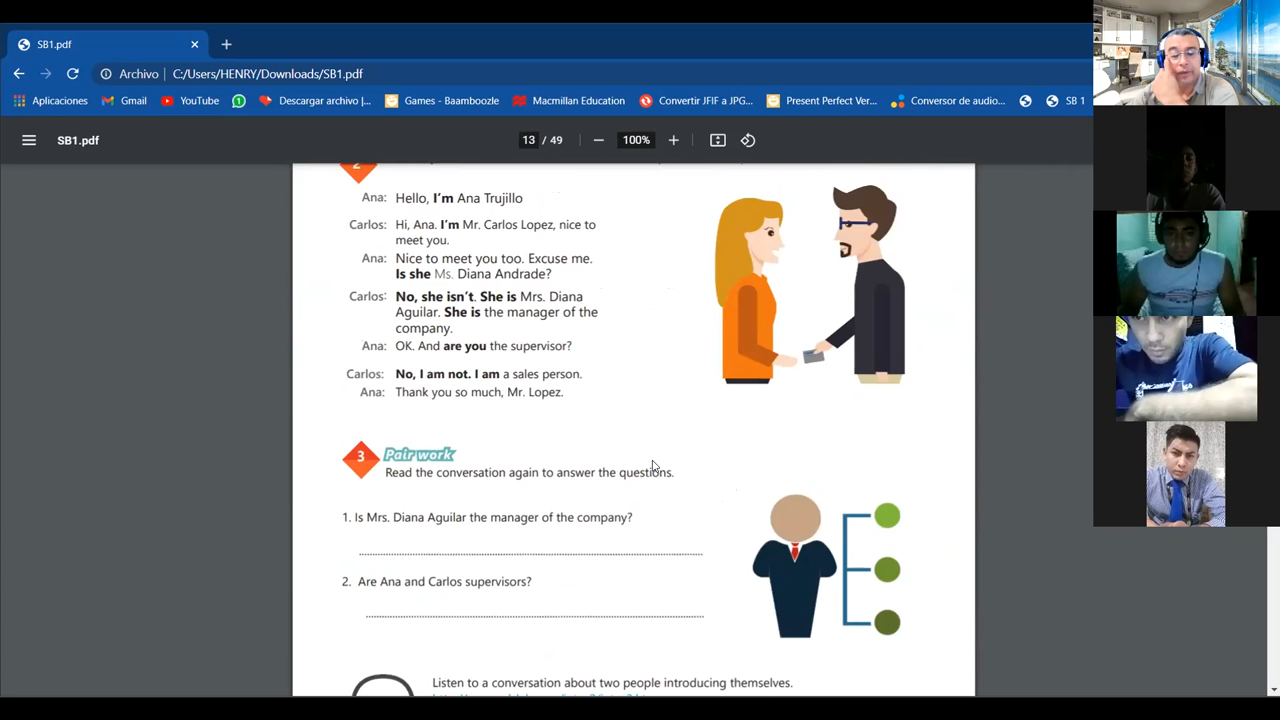 SB1.pdf
Archivo C:/Users/HENRY/Downloads/SB1.pdf
Aplicaciones Gmail YouTube Descargar archivo |... Games - Baamboozle Macmillan Education Convertir JFIF a JPG... Present Perfect Ver... Conversor de audio... SB 1
SB1.pdf 13 / 49 100%
2
Ana: Hello, I'm Ana Trujillo
Carlos: Hi, Ana. I'm Mr. Carlos Lopez, nice to
meet you.
Ana: Nice to meet you too. Excuse me.
Is she Ms. Diana Andrade?
Carlos: No, she isn't. She is Mrs. Diana
Aguilar. She is the manager of the
company.
Ana: OK. And are you the supervisor?
Carlos: No, I am not. I am a sales person.
Ana: Thank you so much, Mr. Lopez.
3 Pair work
Read the conversation again to answer the questions.
1. Is Mrs. Diana Aguilar the manager of the company?
2. Are Ana and Carlos supervisors?
Listen to a conversation about two people introducing themselves.